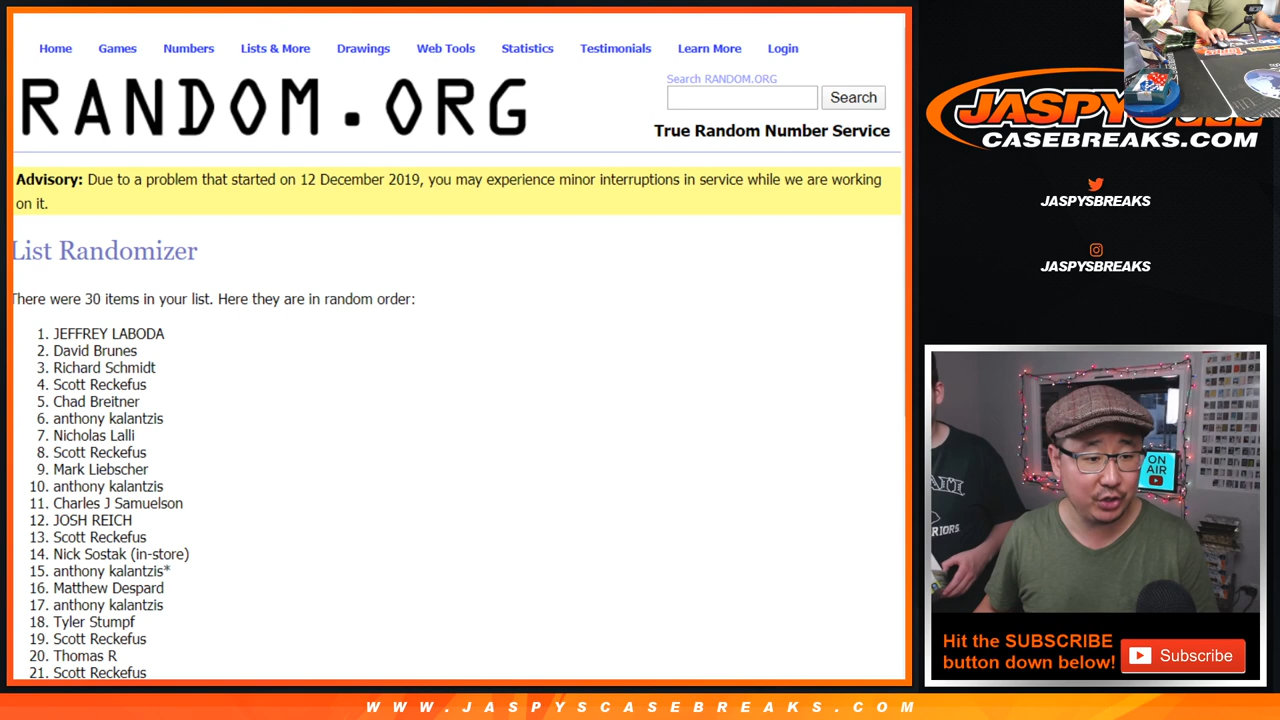 Home Games Numbers Lists & More Drawings Web Tools Statistics Testimonials Learn More Login
RANDOM.ORG
Search RANDOM.ORG
Search
True Random Number Service
Advisory: Due to a problem that started on 12 December 2019, you may experience minor interruptions in service while we are working
on it.
List Randomizer
There were 30 items in your list. Here they are in random order:
1. JEFFREY LABODA
2. David Brunes
3. Richard Schmidt
4. Scott Reckefus
5. Chad Breitner
6. anthony kalantzis
7. Nicholas Lalli
8. Scott Reckefus
9. Mark Liebscher
10. anthony kalantzis
11. Charles J Samuelson
12. JOSH REICH
13. Scott Reckefus
14. Nick Sostak (in-store)
15. anthony kalantzis*
16. Matthew Despard
17. anthony kalantzis
18. Tyler Stumpf
19. Scott Reckefus
20. Thomas R
21. Scott Reckefus
CASEBREAKS.COM
JASPYSBREAKS
JASPYSBREAKS
ON
AIR
Hit the SUBSCRIBE
button down below!
Subscribe
WWW.JASPYSCASEBREAKS.COM